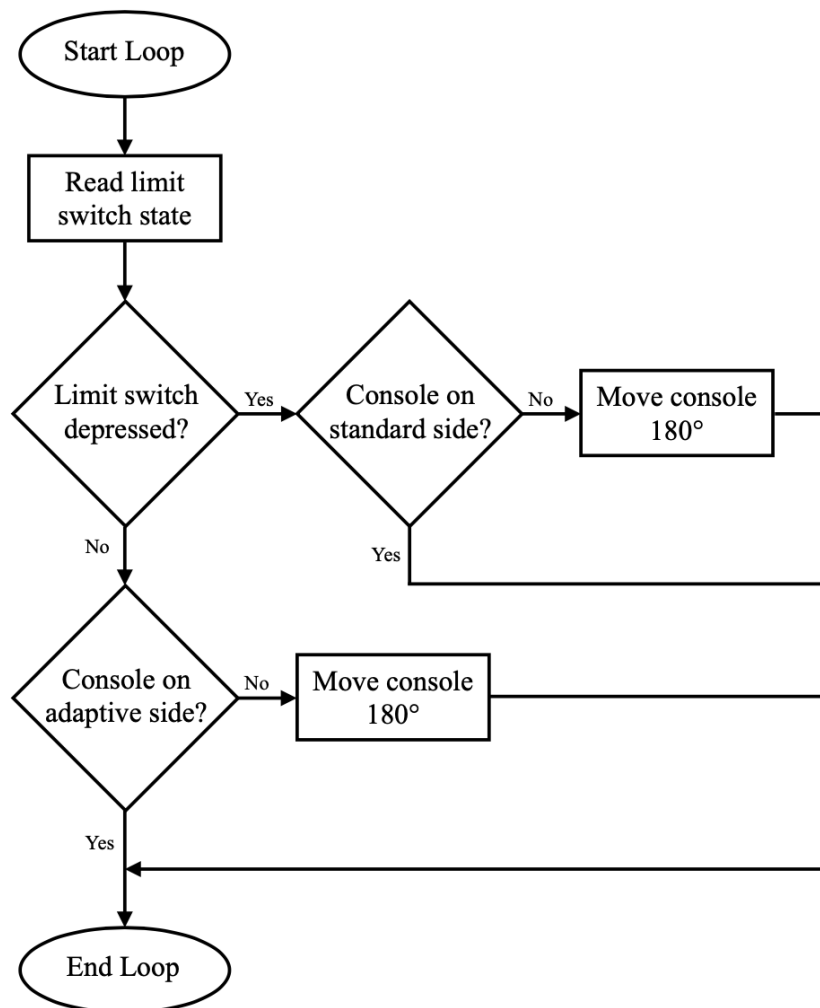 Start Loop
Read limit
switch state
Limit switch
depressed?
Yes
Console on
standard side?
No
Move console
180°
Yes
No
Console on
adaptive side?
No
Move console
180°
Yes
End Loop